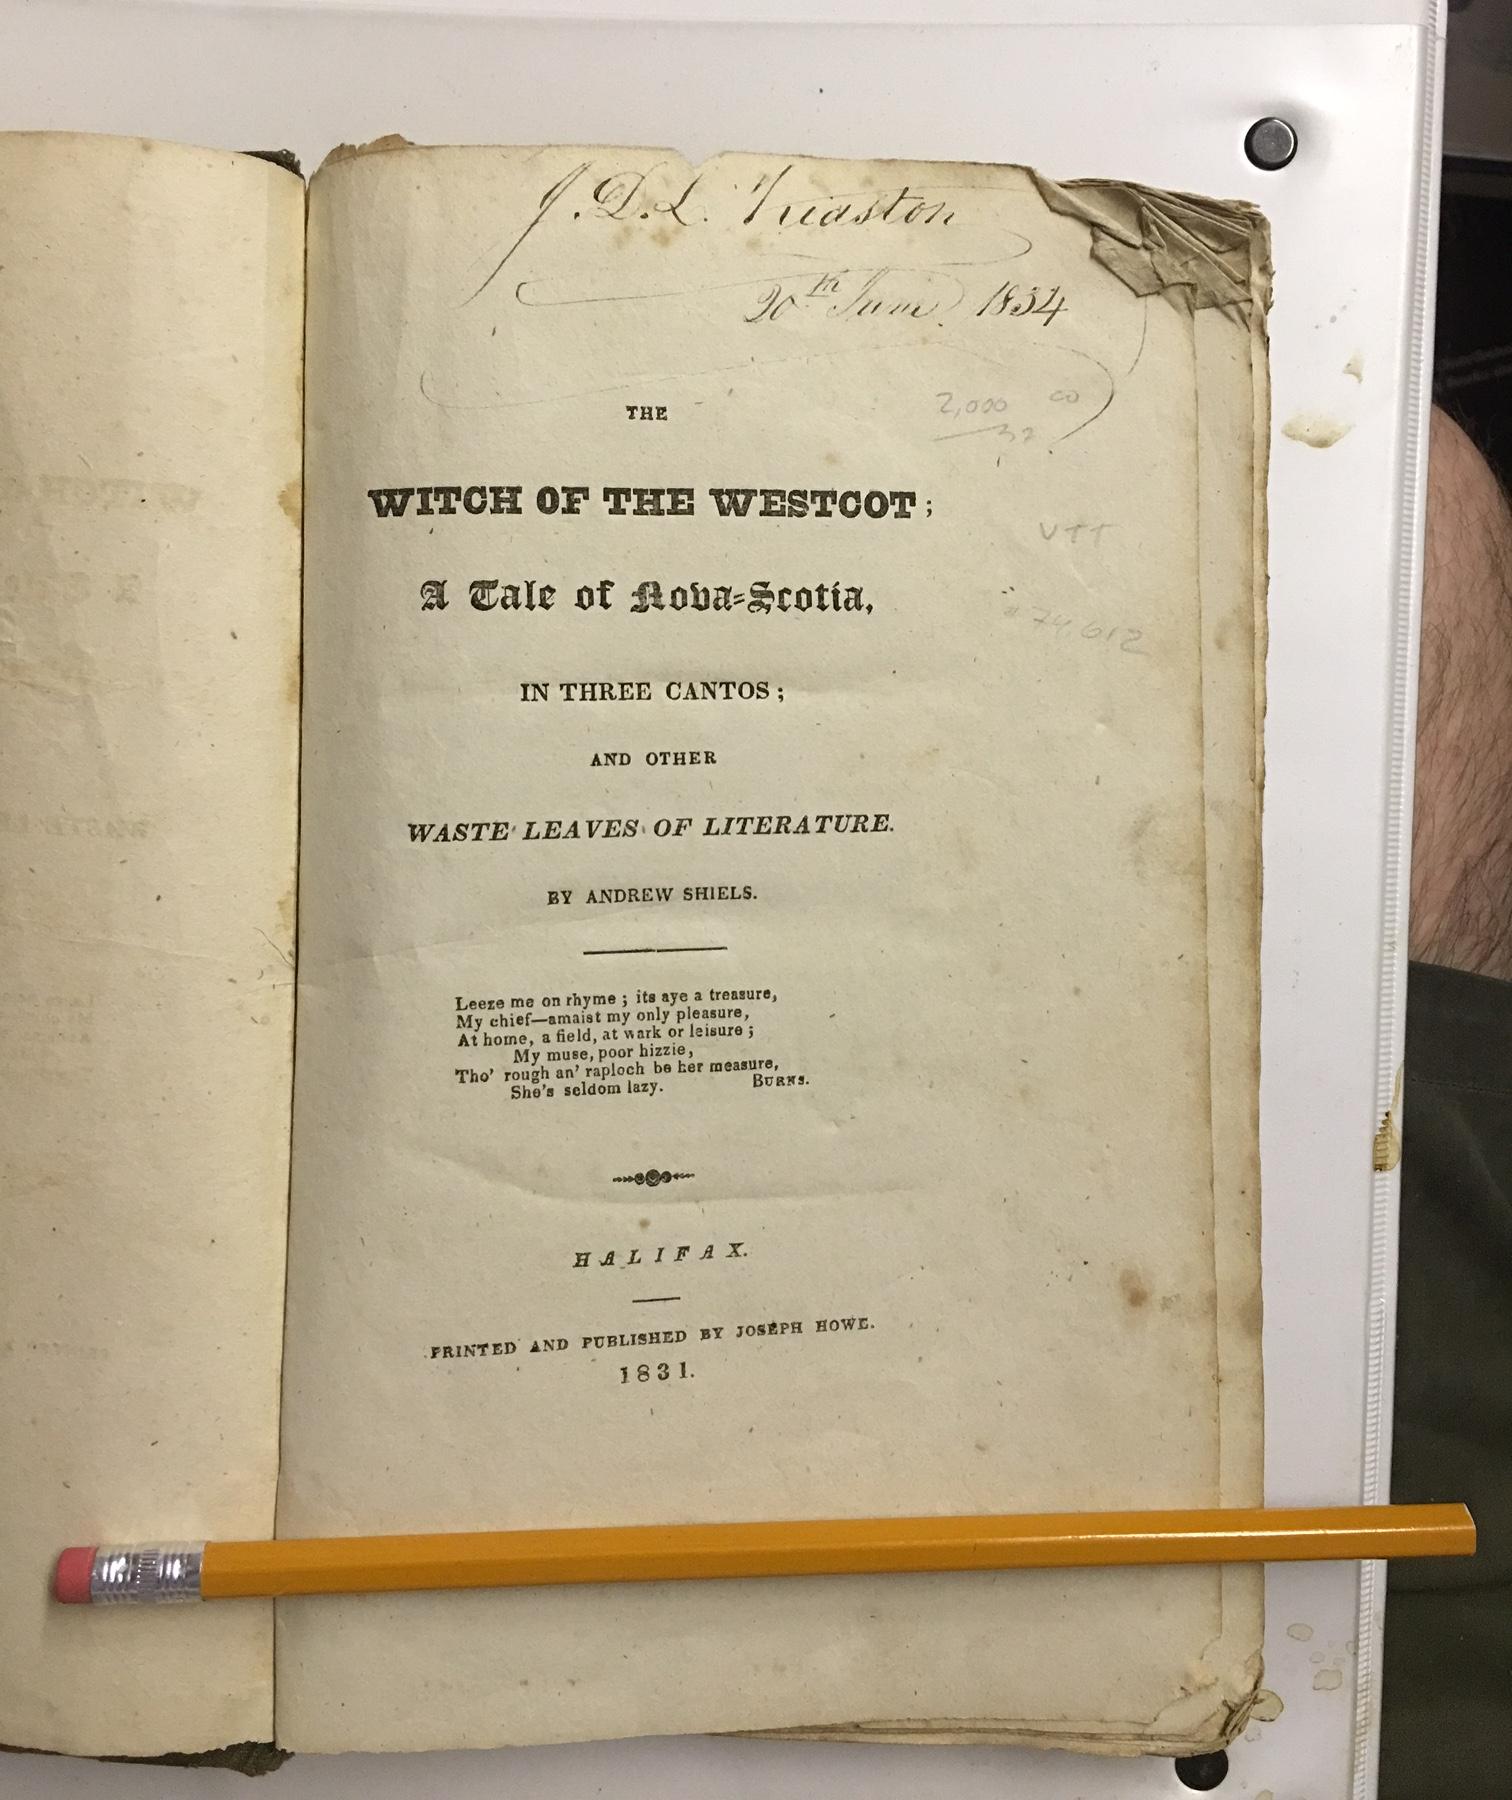 J. D. L.
20th June 1834
THE
2,000
WITCH OF THE WESTCOT;
VTT
A Tale of Nova-Scotia,
74,612
IN THREE CANTOS;
AND OTHER
WASTE LEAVES OF LITERATURE.
BY ANDREW SHIELS.
Leeze me on rhyme; its aye a treasure,
My chief—amaist my only pleasure,
At home, a field, at wark or leisure;
My muse, poor hizzie,
Tho' rough an' raploch be her measure,
She's seldom lazy. BURNS.
HALIFAX.
PRINTED AND PUBLISHED BY JOSEPH HOWE.
1831.